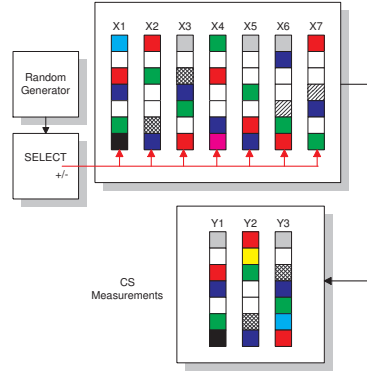 X1 X2 X3 X4 X5 X6 X7
Random
Generator
SELECT
+/-
Y1 Y2 Y3
CS
Measurements